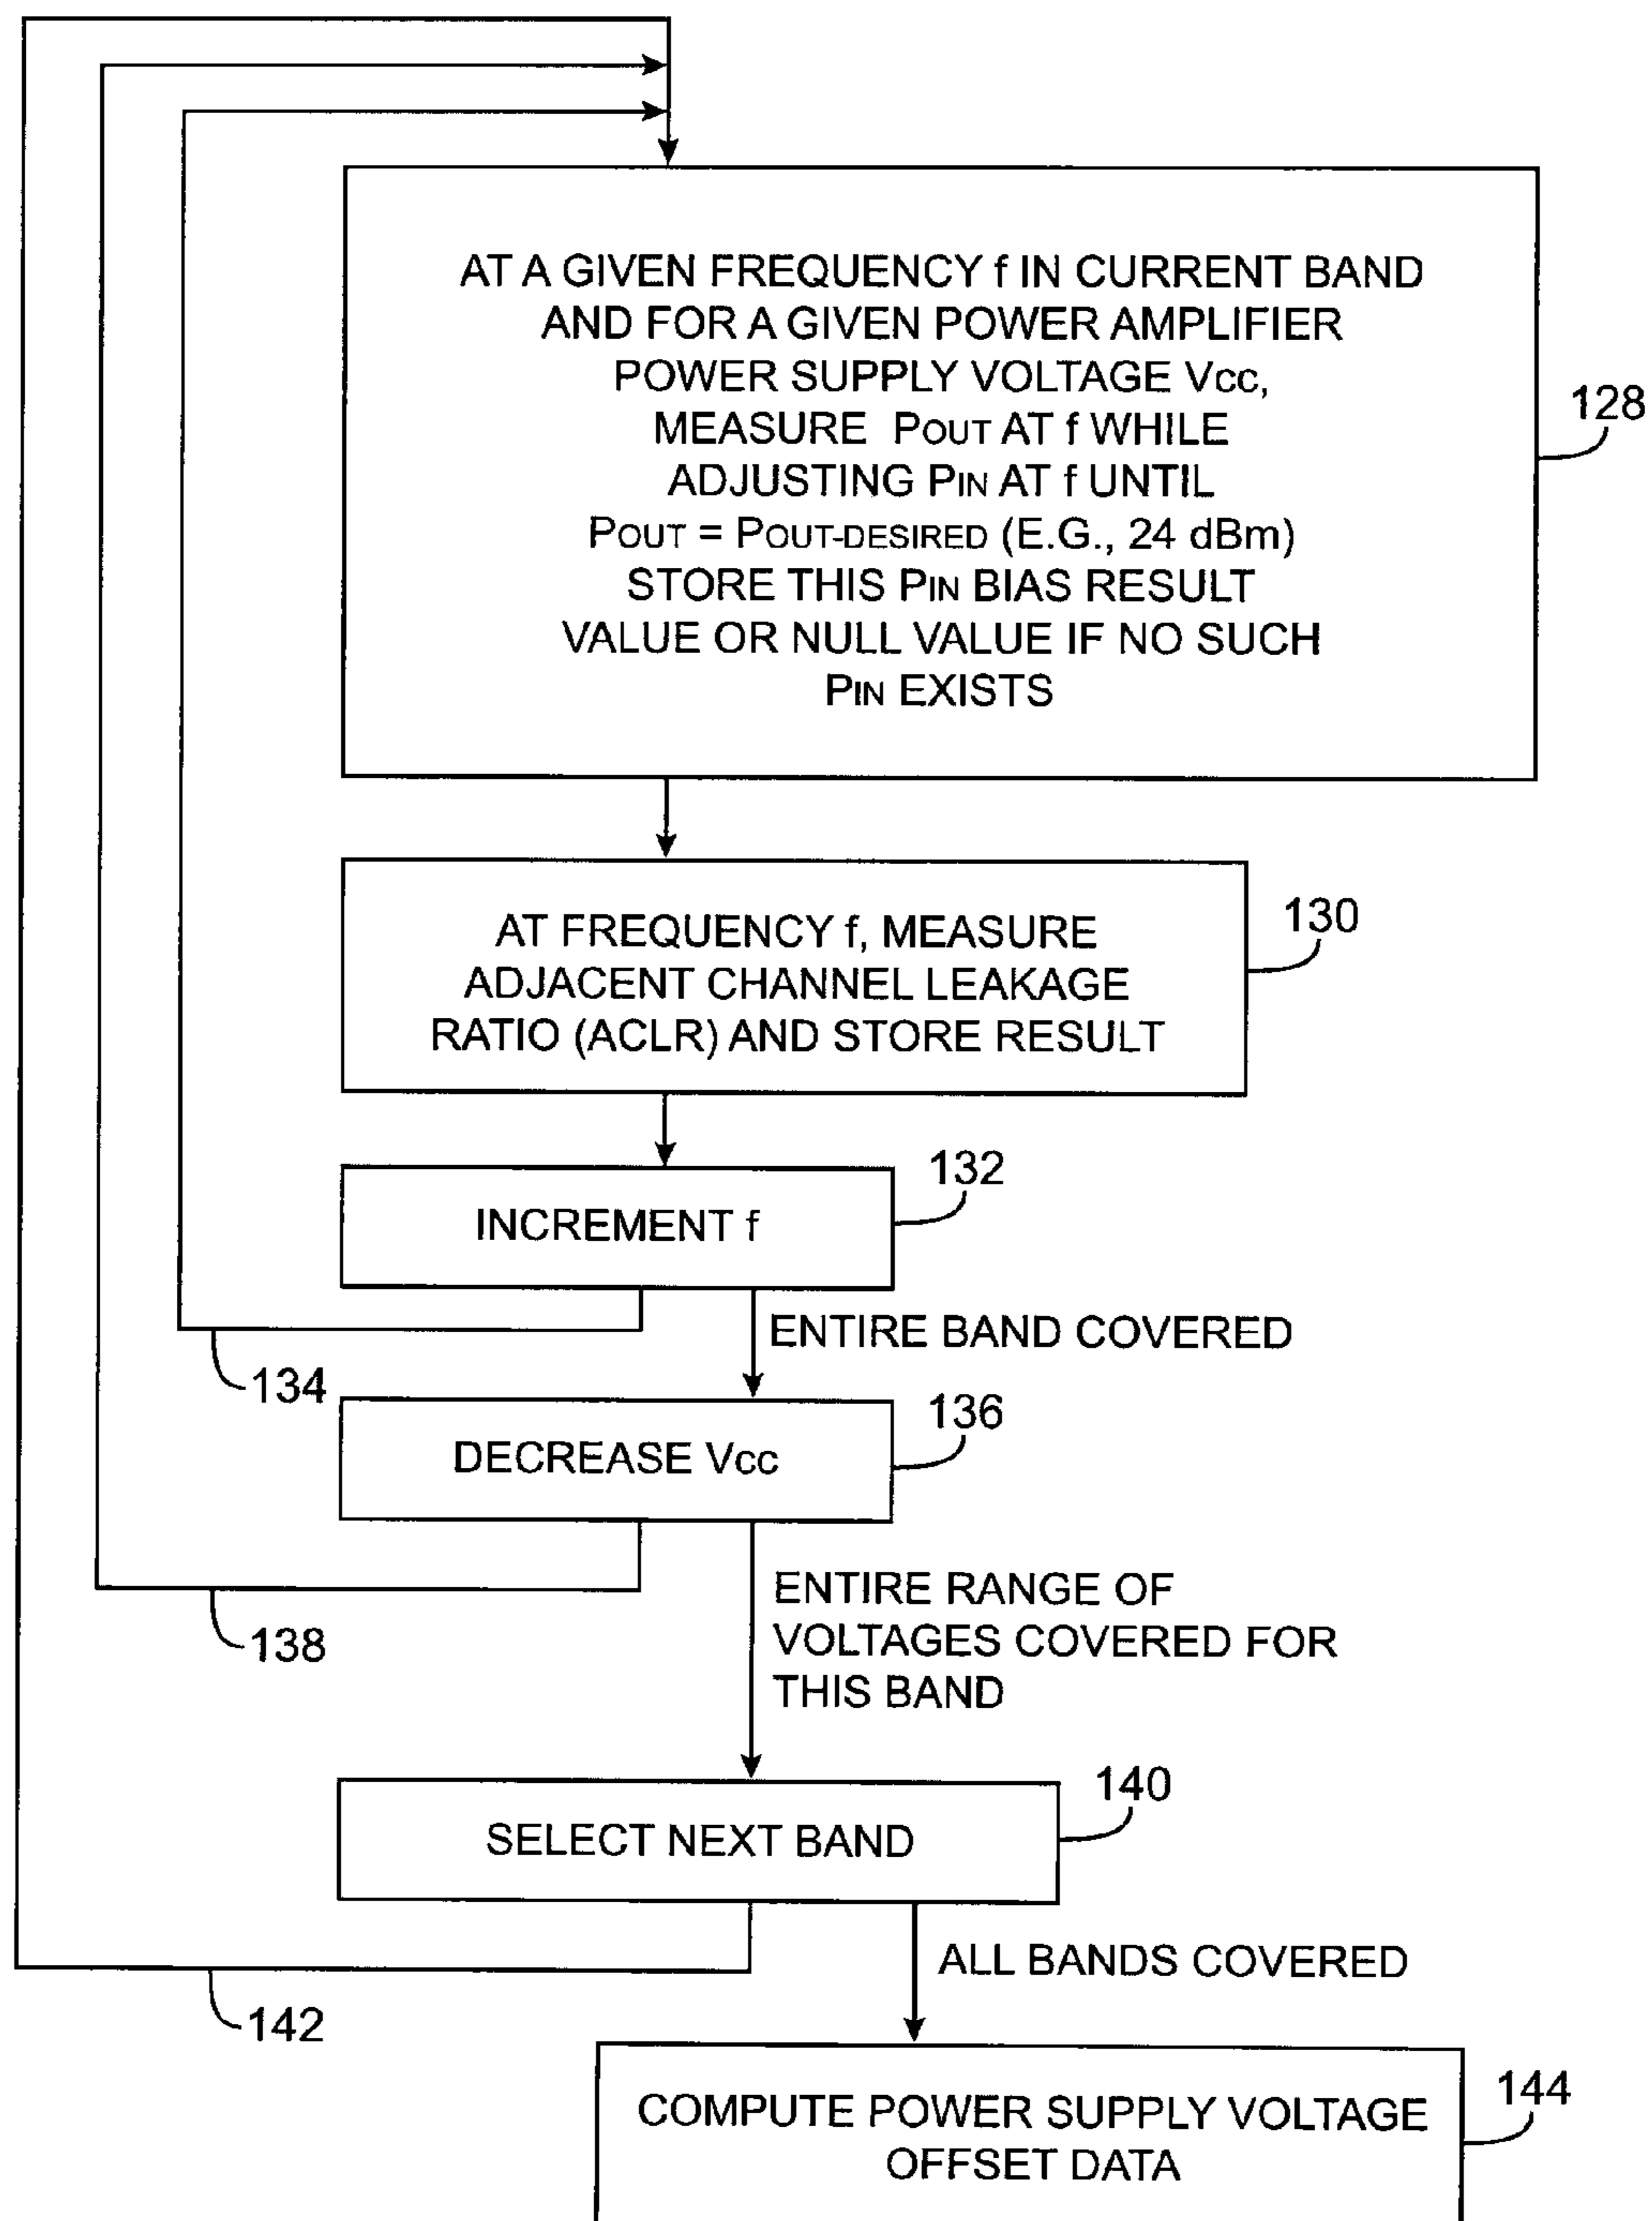 AT A GIVEN FREQUENCY f IN CURRENT BAND
AND FOR A GIVEN POWER AMPLIFIER
POWER SUPPLY VOLTAGE Vcc,
MEASURE POUT AT f WHILE
ADJUSTING PIN AT f UNTIL
POUT = POUT-DESIRED (E.G., 24 dBm)
STORE THIS PIN BIAS RESULT
VALUE OR NULL VALUE IF NO SUCH
PIN EXISTS
128
AT FREQUENCY f, MEASURE
ADJACENT CHANNEL LEAKAGE
RATIO (ACLR) AND STORE RESULT
130
INCREMENT f
132
ENTIRE BAND COVERED
134
DECREASE Vcc
136
ENTIRE RANGE OF
VOLTAGES COVERED FOR
THIS BAND
138
SELECT NEXT BAND
140
ALL BANDS COVERED
142
COMPUTE POWER SUPPLY VOLTAGE
OFFSET DATA
144